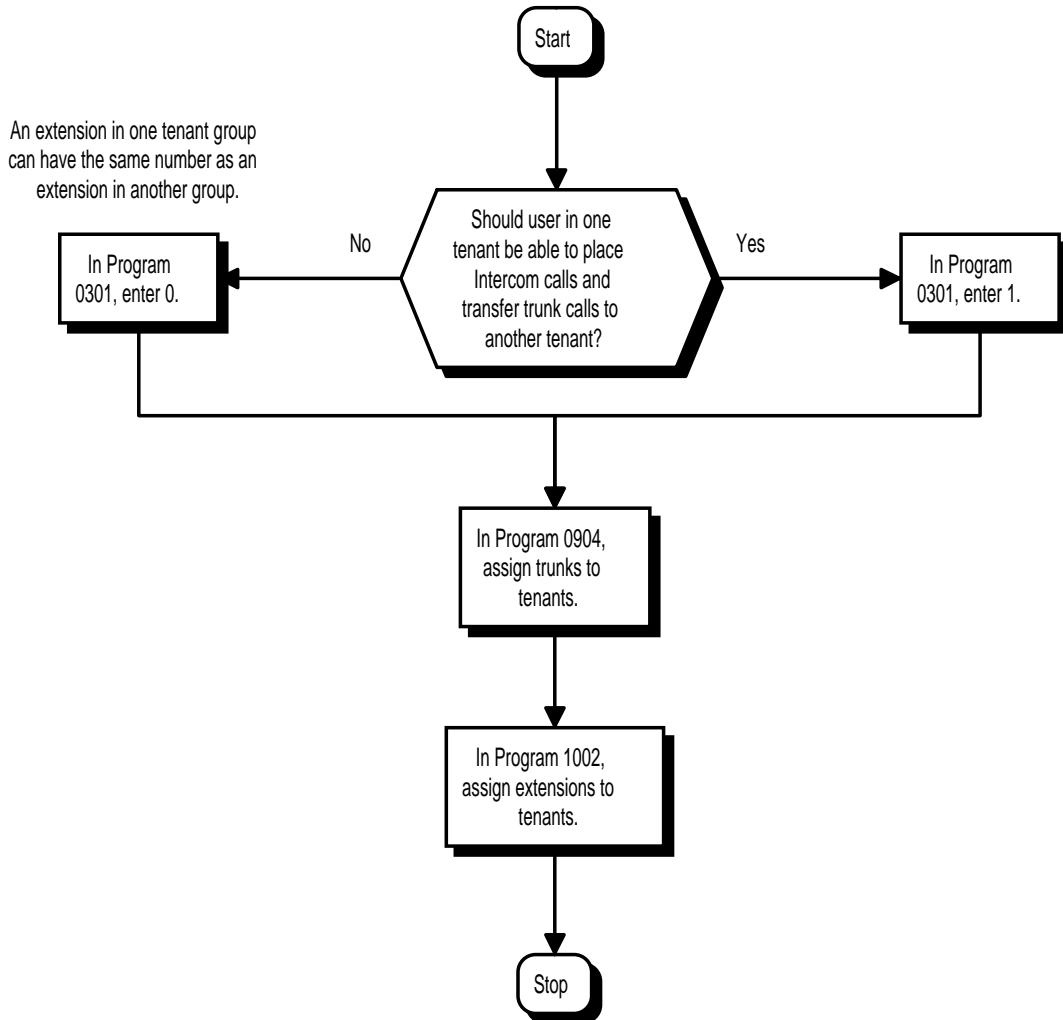 Start
An extension in one tenant group
can have the same number as an
extension in another group.
Should user in one
tenant be able to place
Intercom calls and
transfer trunk calls to
another tenant?
No
Yes
In Program
0301, enter 0.
In Program
0301, enter 1.
In Program 0904,
assign trunks to
tenants.
In Program 1002,
assign extensions to
tenants.
Stop